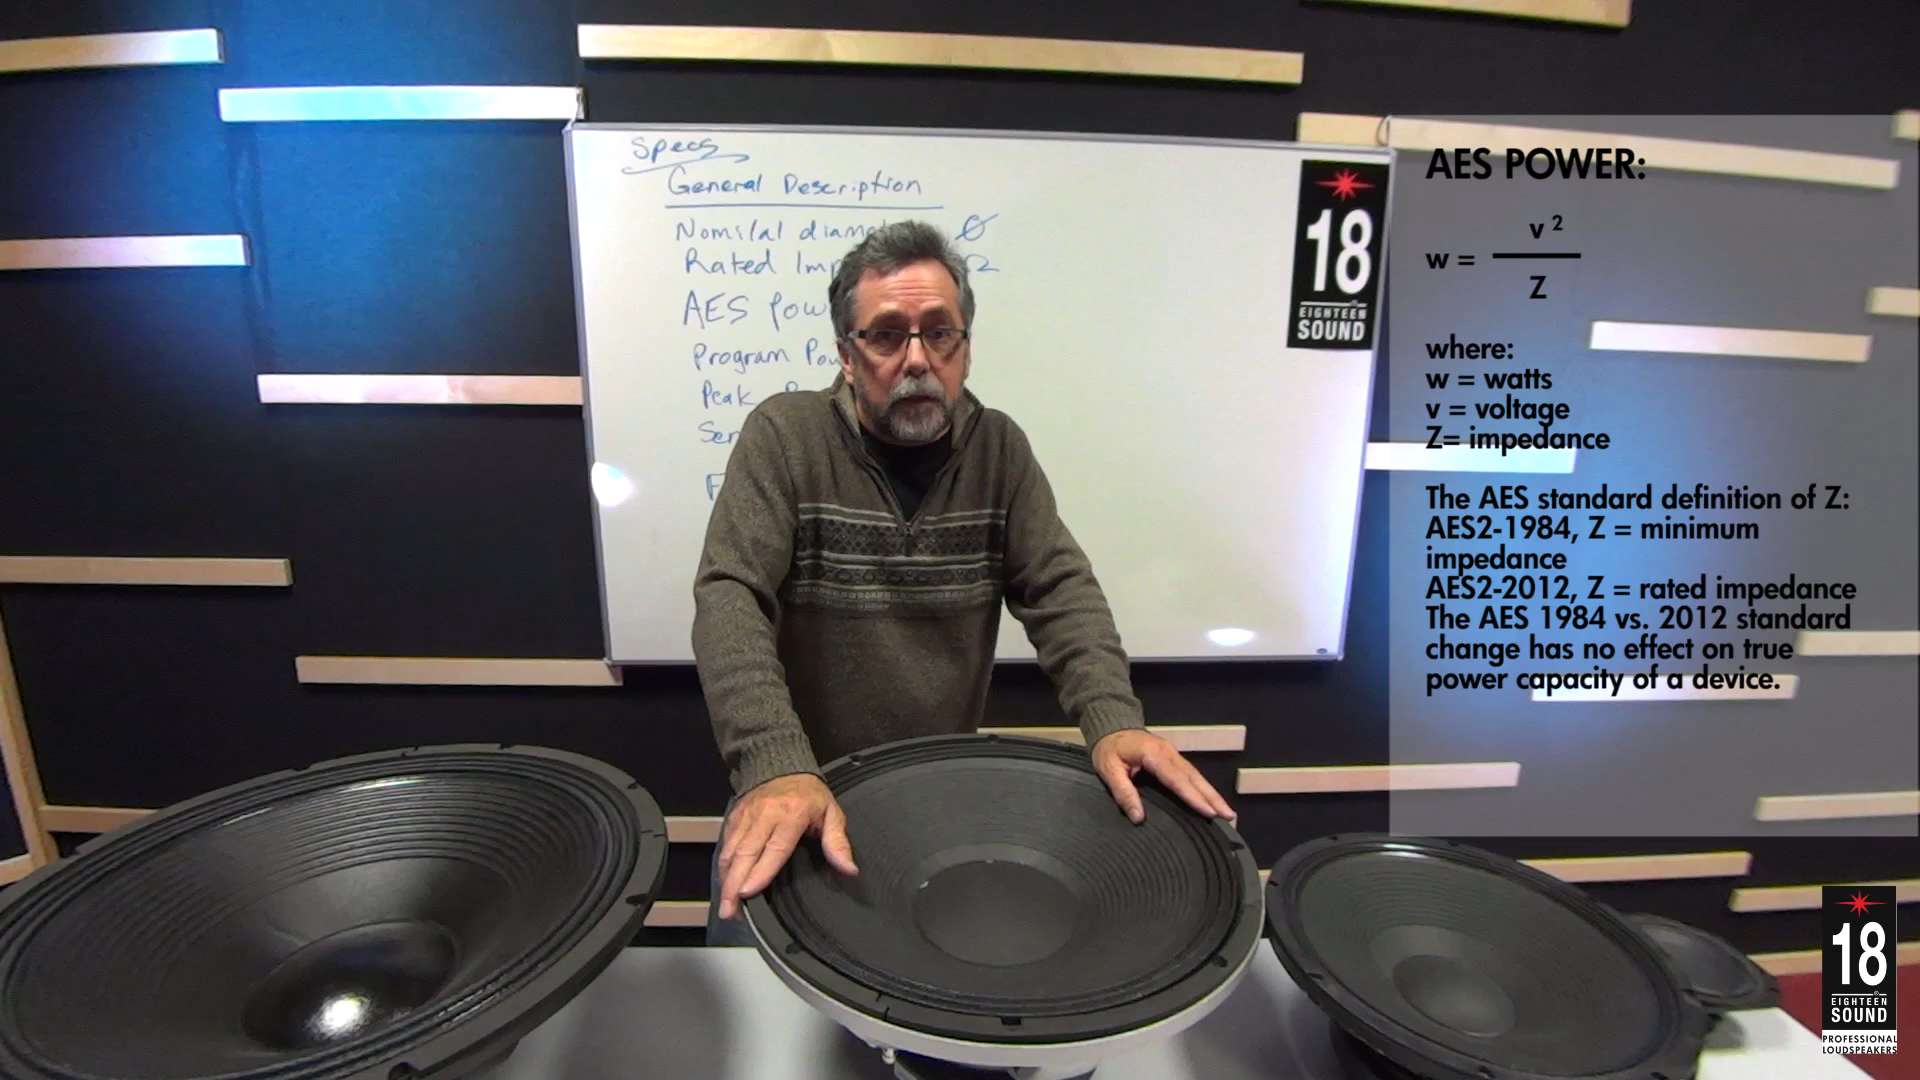 Specs
General Description
Nomilal
Rated
AES
Program
Peak
18
EIGHTEEN
SOUND
AES POWER:
w = v²
Z
where:
w = watts
v = voltage
Z= impedance
The AES standard definition of Z:
AES2-1984, Z = minimum
impedance
AES2-2012, Z = rated impedance
The AES 1984 vs. 2012 standard
change has no effect on true
power capacity of a device.
18
EIGHTEEN
SOUND
PROFESSIONAL
LOUDSPEAKERS